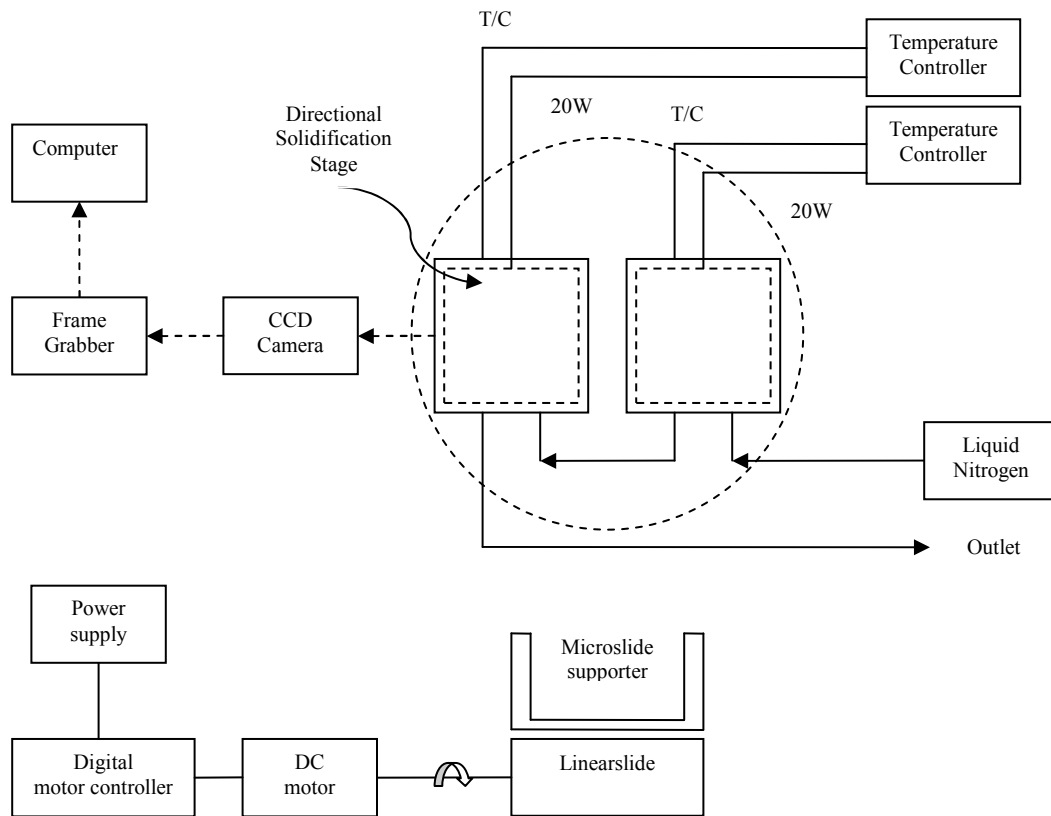 T/C
Temperature
Controller
20W
T/C
Temperature
Controller
Directional
Solidification
Stage
Computer
20W
Frame
Grabber
CCD
Camera
Liquid
Nitrogen
Outlet
Power
supply
Microslide
supporter
Digital
motor controller
DC
motor
Linearslide